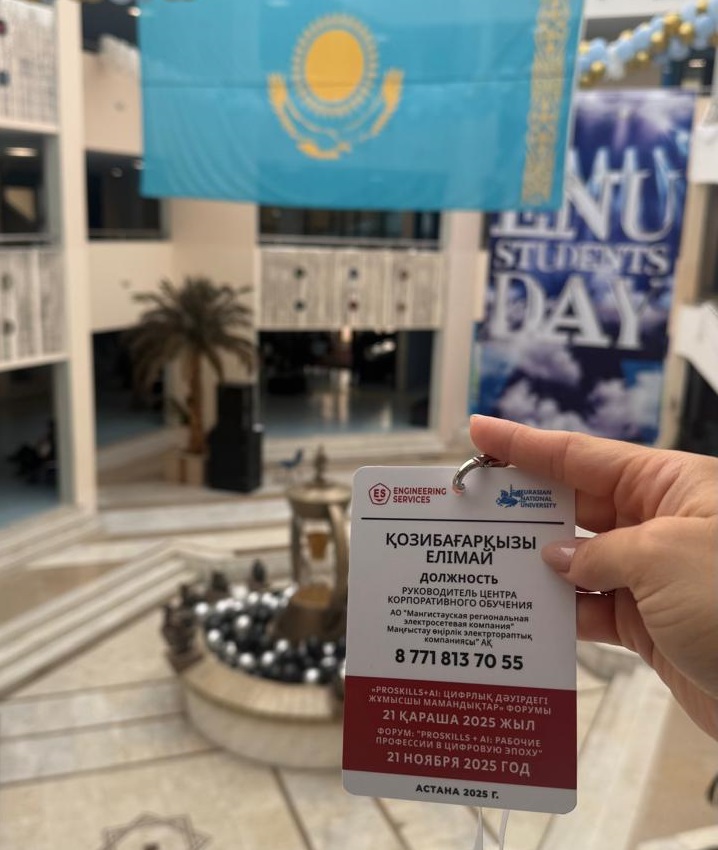 ENU
STUDENTS
DAY
ES ENGINEERING
SERVICES
EURASIAN
NATIONAL
UNIVERSITY
ҚОЗИБАҒАРҚЫЗЫ
ЕЛІМАЙ
ДОЛЖНОСТЬ
РУКОВОДИТЕЛЬ ЦЕНТРА
КОРПОРАТИВНОГО ОБУЧЕНИЯ
АО "Мангистауская региональная
электросетевая компания"
Маңғыстау өңірлік электртораптық
компаниясы" АҚ
8 771 813 70 55
«PROSKILLS+AI: ЦИФРЛЫҚ ДӘУІРДЕГІ
ЖҰМЫСШЫ МАМАНДЫҚТАР» ФОРУМЫ
21 ҚАРАША 2025 ЖЫЛ
ФОРУМ: "PROSKILLS + AI: РАБОЧИЕ
ПРОФЕССИИ В ЦИФРОВУЮ ЭПОХУ"
21 НОЯБРЯ 2025 ГОД
АСТАНА 2025 Г.